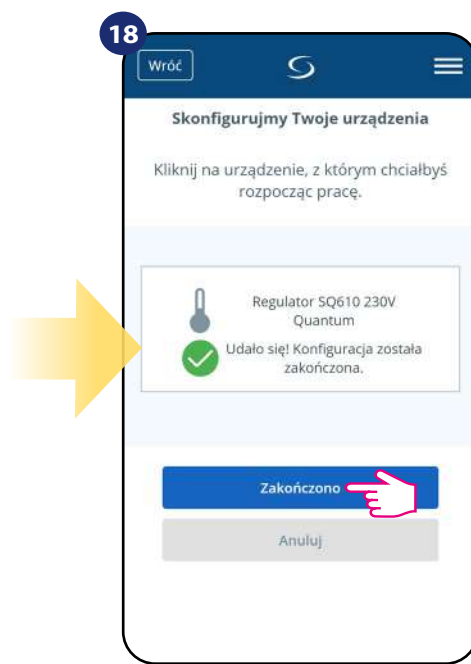 18
Wróć
Skonfigurujmy Twoje urządzenia
Kliknij na urządzenie, z którym chciałbyś
rozpocząc pracę.
Regulator SQ610 230V
Quantum
Udało się! Konfiguracja została
zakończona.
Zakończono
Anuluj